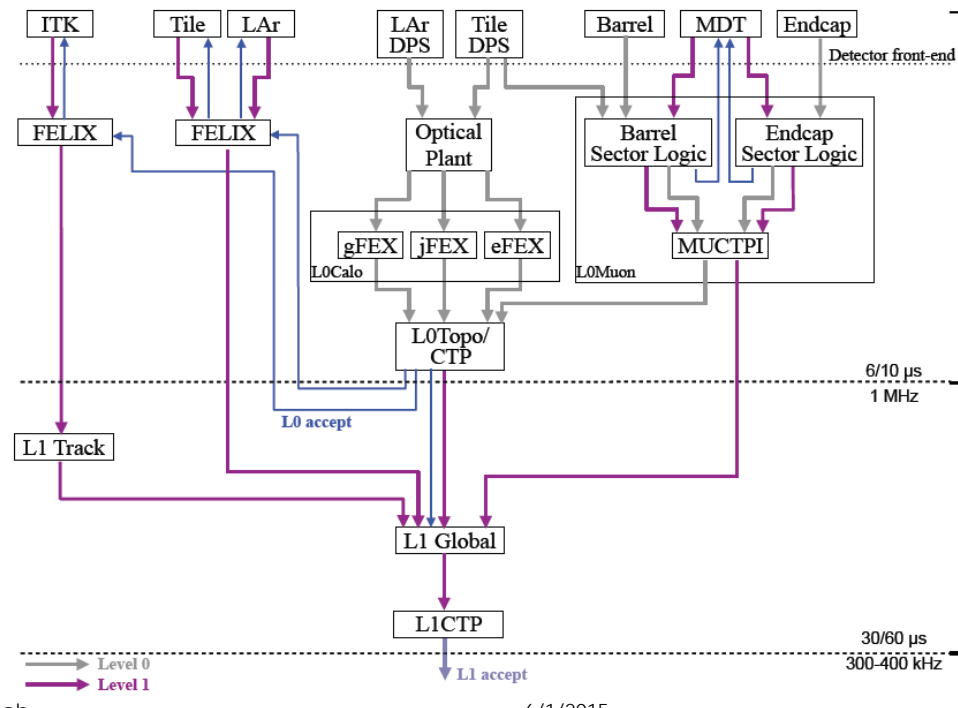 ITK
Tile
LAr
LAr
DPS
Tile
DPS
Barrel
MDT
Endcap
Detector front-end
FELIX
FELIX
Optical
Plant
Barrel
Sector Logic
Endcap
Sector Logic
gFEX
jFEX
eFEX
MUCTPI
L0Calo
L0Muon
L0Topo/
CTP
6/10 µs
1 MHz
L0 accept
L1 Track
L1 Global
L1CTP
30/60 µs
300-400 kHz
Level 0
L1 accept
Level 1